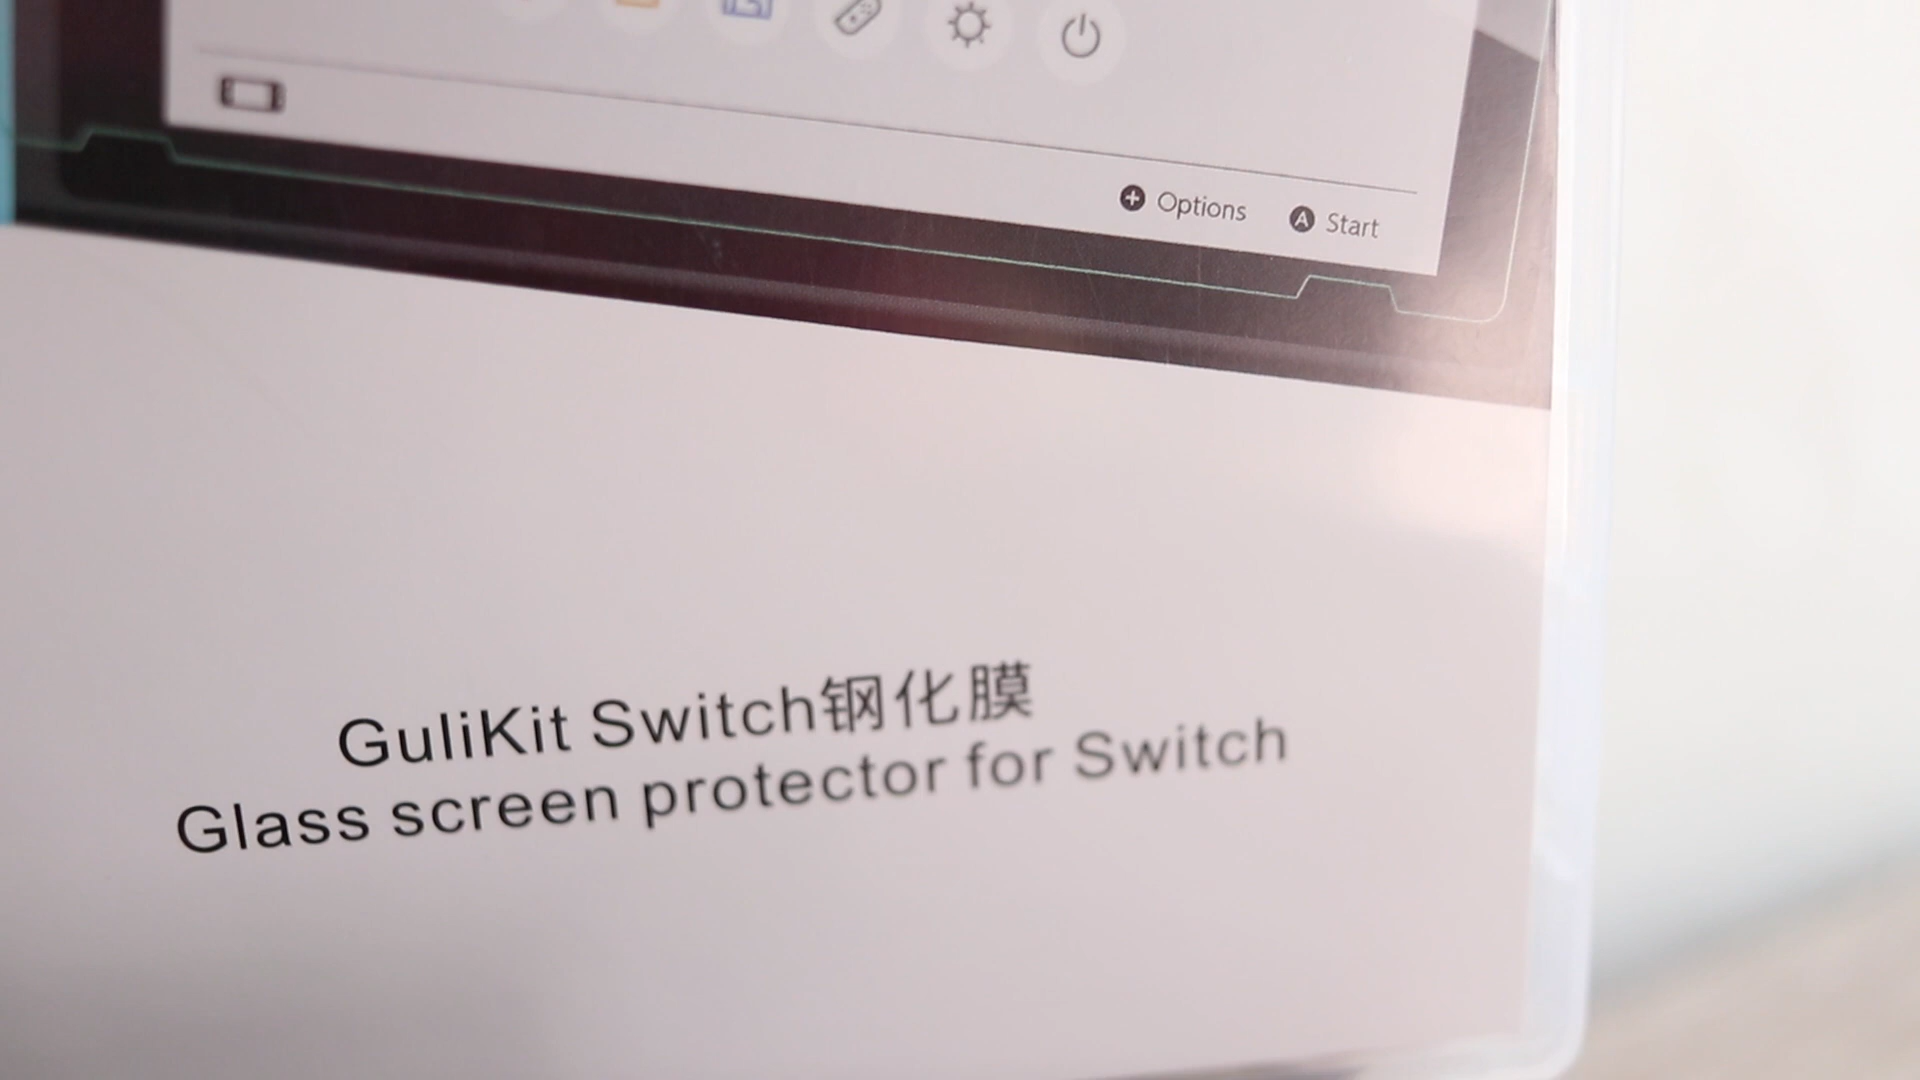 Options
Start
GuliKit Switch钢化膜
Glass screen protector for Switch